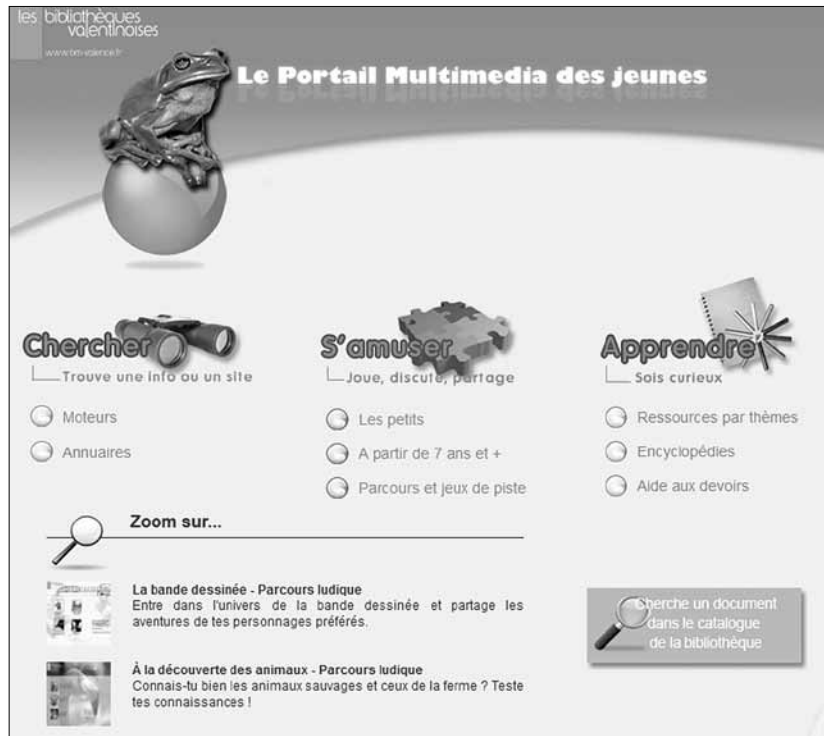 les bibliothèques
valentinoises
www.bm-valence.fr
Le Portail Multimedia des jeunes
Chercher
Trouve une info ou un site
Moteurs
Annuaires
S'amuser
Joue, discute, partage
Les petits
A partir de 7 ans et +
Parcours et jeux de piste
Apprendre
Sois curieux
Ressources par thèmes
Encyclopédies
Aide aux devoirs
Zoom sur...
La bande dessinée - Parcours ludique
Entre dans l'univers de la bande dessinée et partage les
aventures de tes personnages préférés.
À la découverte des animaux - Parcours ludique
Connais-tu bien les animaux sauvages et ceux de la ferme ? Teste
tes connaissances !
Cherche un document
dans le catalogue
de la bibliothèque